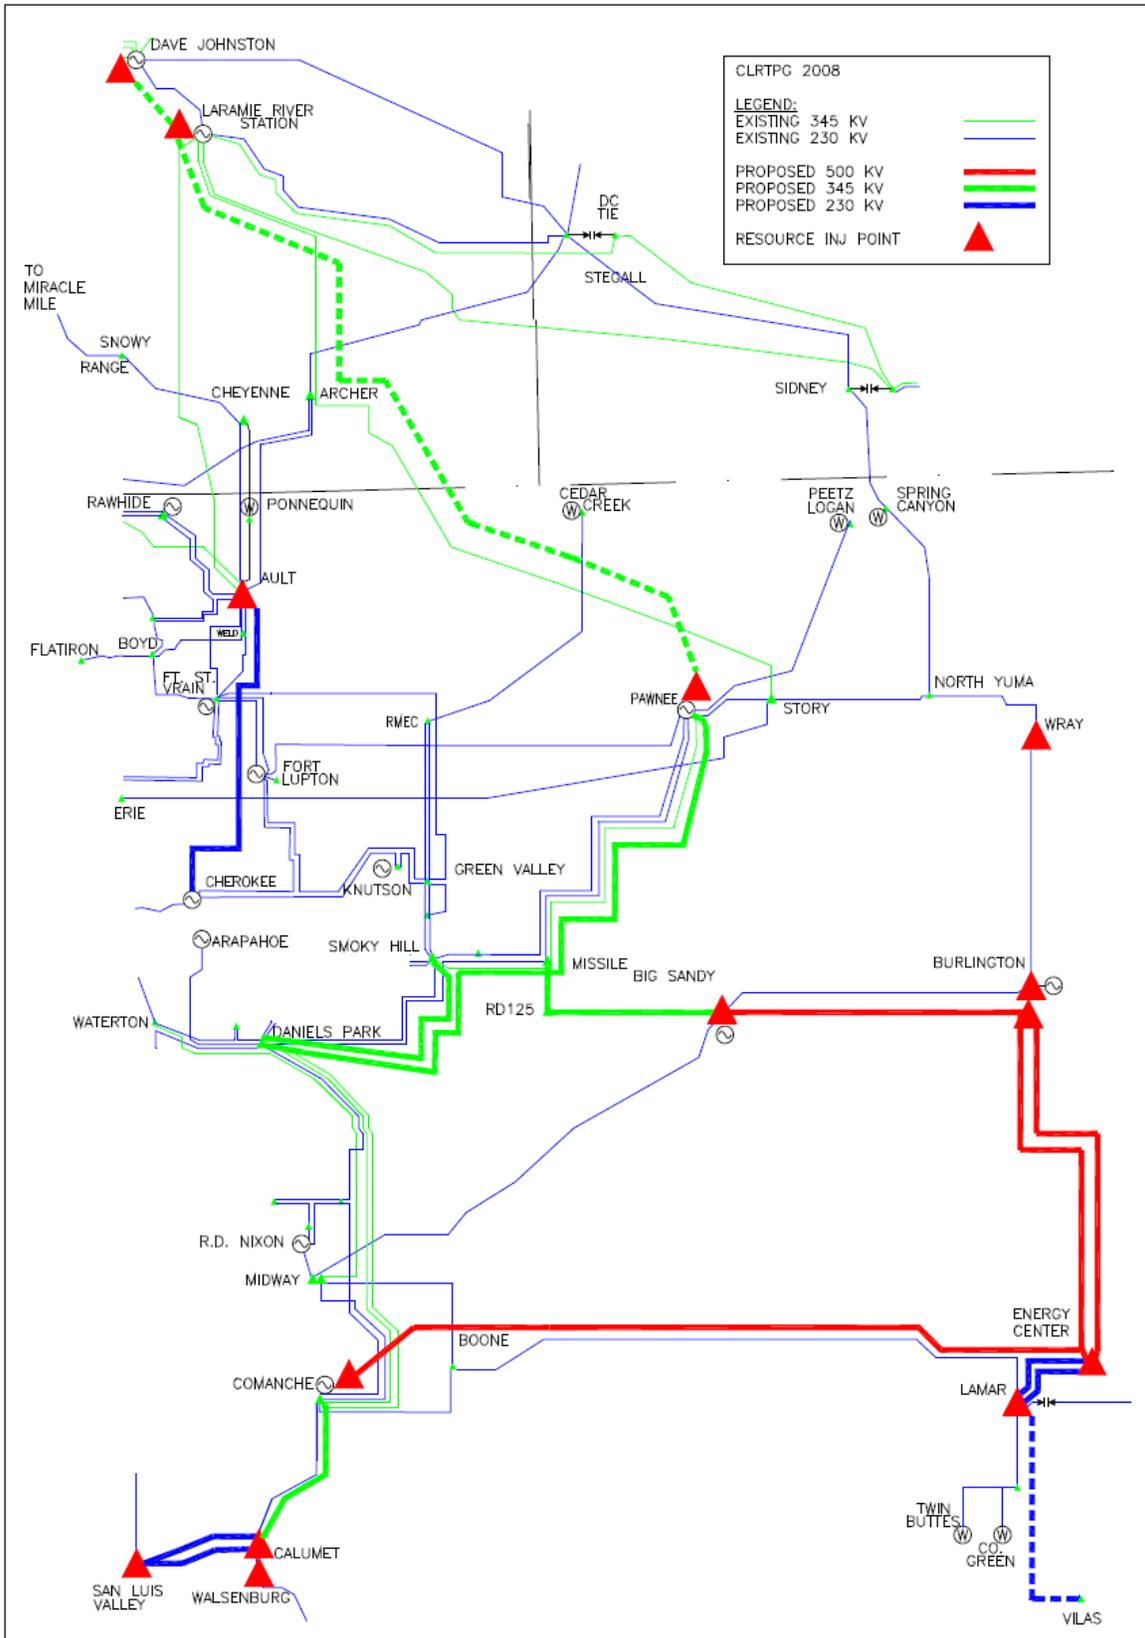 DAVE JOHNSTON
CLRTPG 2008
LEGEND:
EXISTING 345 KV
EXISTING 230 KV
PROPOSED 500 KV
PROPOSED 345 KV
PROPOSED 230 KV
RESOURCE INJ POINT
LARAMIE RIVER
STATION
DC
TIE
STEGALL
TO
MIRACLE
MILE
SNOWY
RANGE
CHEYENNE
ARCHER
SIDNEY
RAWHIDE
W
PONNEQUIN
CEDAR
CREEK
W
PEETZ
LOGAN
W
SPRING
CANYON
W
AULT
WELD
FLATIRON
BOYD
FT. ST.
VRAIN
RMEC
PAWNEE
STORY
NORTH YUMA
WRAY
FORT
LUPTON
ERIE
CHEROKEE
KNUTSON
GREEN VALLEY
ARAPAHOE
SMOKY HILL
MISSILE
BIG SANDY
BURLINGTON
RD125
WATERTON
DANIELS PARK
R.D. NIXON
MIDWAY
BOONE
ENERGY
CENTER
COMANCHE
LAMAR
TWIN
BUTTES
W
W
CO.
GREEN
CALUMET
SAN LUIS
VALLEY
WALSENBURG
VILAS